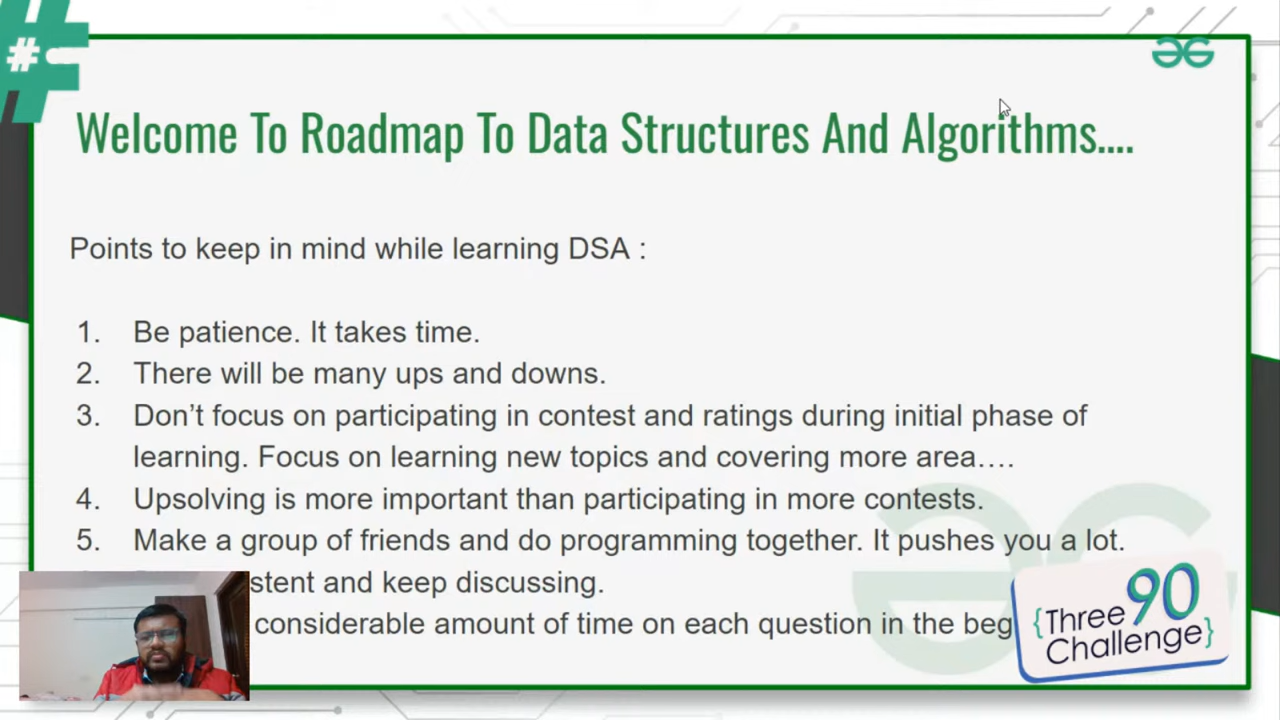 #
Welcome To Roadmap To Data Structures And Algorithms....
Points to keep in mind while learning DSA :
1. Be patience. It takes time.
2. There will be many ups and downs.
3. Don't focus on participating in contest and ratings during initial phase of
learning. Focus on learning new topics and covering more area….
4. Upsolving is more important than participating in more contests.
5. Make a group of friends and do programming together. It pushes you a lot.
and keep discussing.
considerable amount of time on each question in the
{Three 90
Challenge}